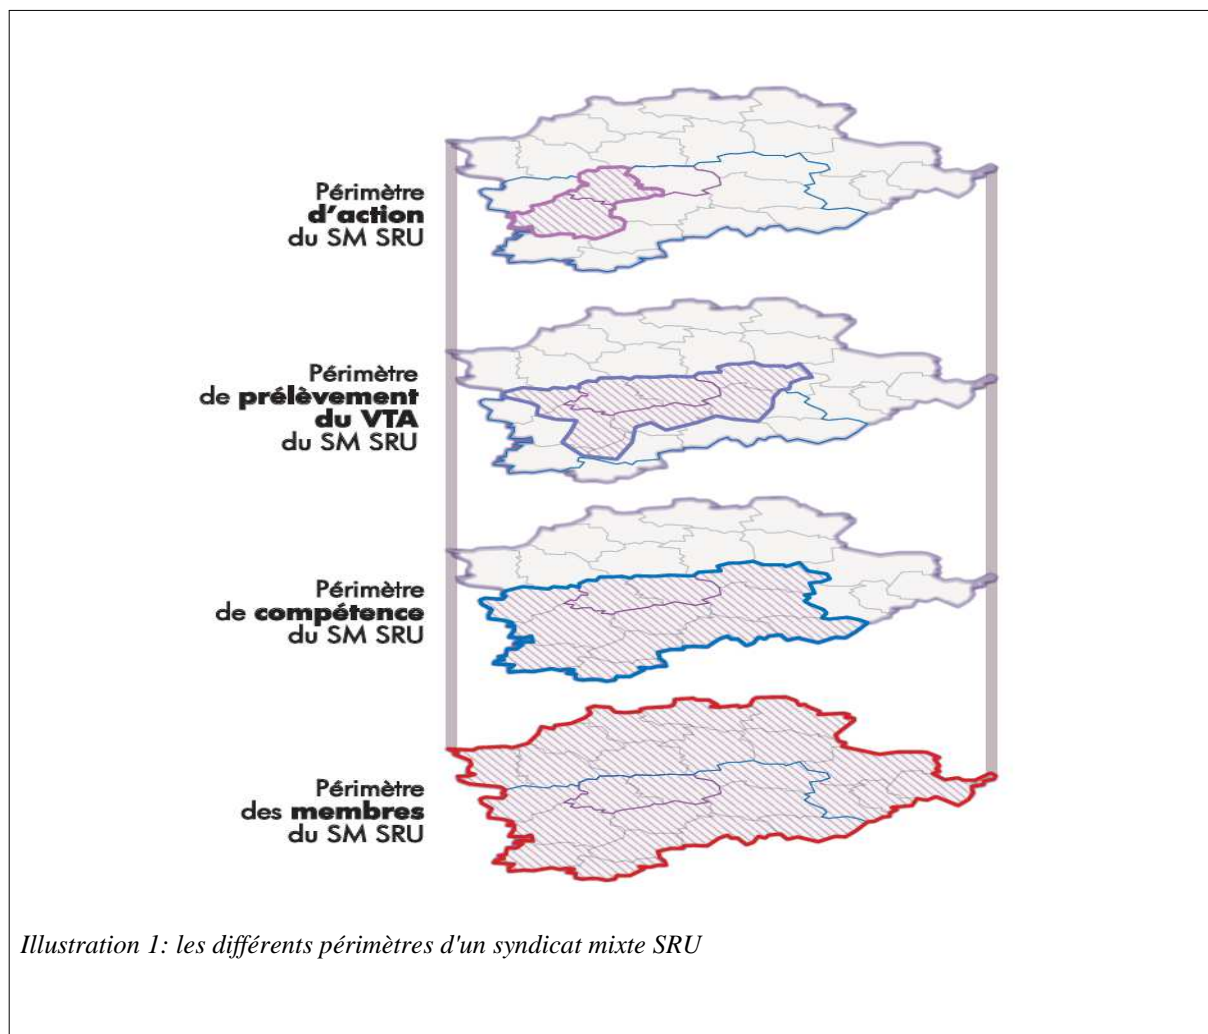 Périmètre
d'action
du SM SRU
Périmètre
de prélèvement
du VTA
du SM SRU
Périmètre
de compétence
du SM SRU
Périmètre
des membres
du SM SRU
Illustration 1: les différents périmètres d'un syndicat mixte SRU